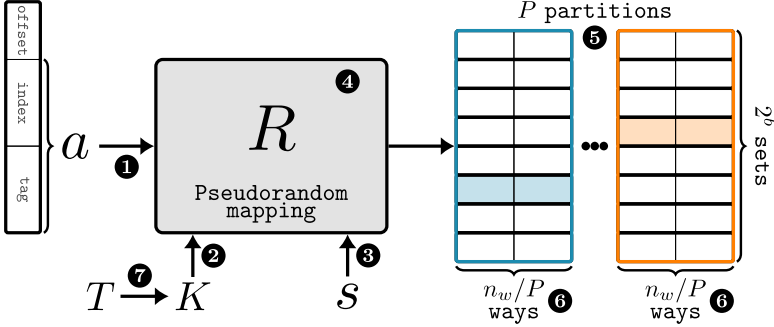 P partitions
offset
index
tag
a
1
R
4
Pseudorandom
mapping
2
3
7
T
K
s
5
2^b sets
n_w/P
ways 6
n_w/P
ways 6